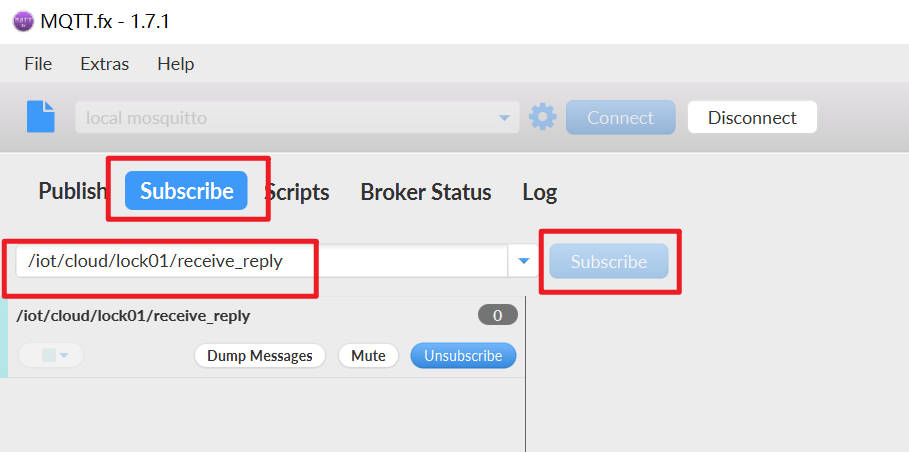 MQTT.fx - 1.7.1
File Extras Help
local mosquitto Connect Disconnect
Publish Subscribe Scripts Broker Status Log
/iot/cloud/lock01/receive_reply Subscribe
/iot/cloud/lock01/receive_reply 0
Dump Messages Mute Unsubscribe